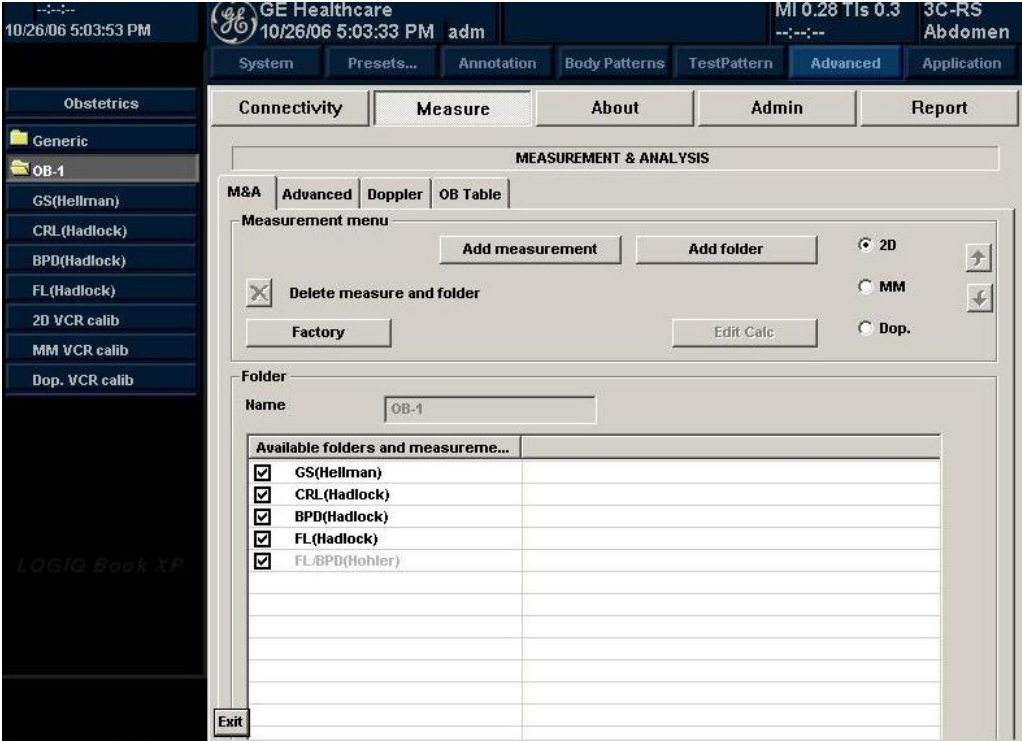 --:--:--
10/26/06 5:03:53 PM
GE GE Healthcare
10/26/06 5:03:33 PM adm
MI 0.28 TIs 0.3
--:--:--
3C-RS
Abdomen
System Presets... Annotation Body Patterns TestPattern Advanced Application
Connectivity Measure About Admin Report
Obstetrics
Generic
OB-1
GS(Hellman)
CRL(Hadlock)
BPD(Hadlock)
FL(Hadlock)
2D VCR calib
MM VCR calib
Dop. VCR calib
LOGIQ Book XP
MEASUREMENT & ANALYSIS
M&A Advanced Doppler OB Table
Measurement menu
Add measurement Add folder 2D
Delete measure and folder MM
Factory Edit Calc Dop.
Folder
Name OB-1
Available folders and measureme...
GS(Hellman)
CRL(Hadlock)
BPD(Hadlock)
FL(Hadlock)
FL/BPD(Hohler)
Exit